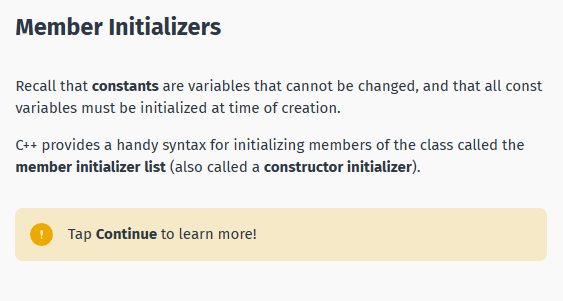 Member Initializers
Recall that constants are variables that cannot be changed, and that all const
variables must be initialized at time of creation.
C++ provides a handy syntax for initializing members of the class called the
member initializer list (also called a constructor initializer).
! Tap Continue to learn more!